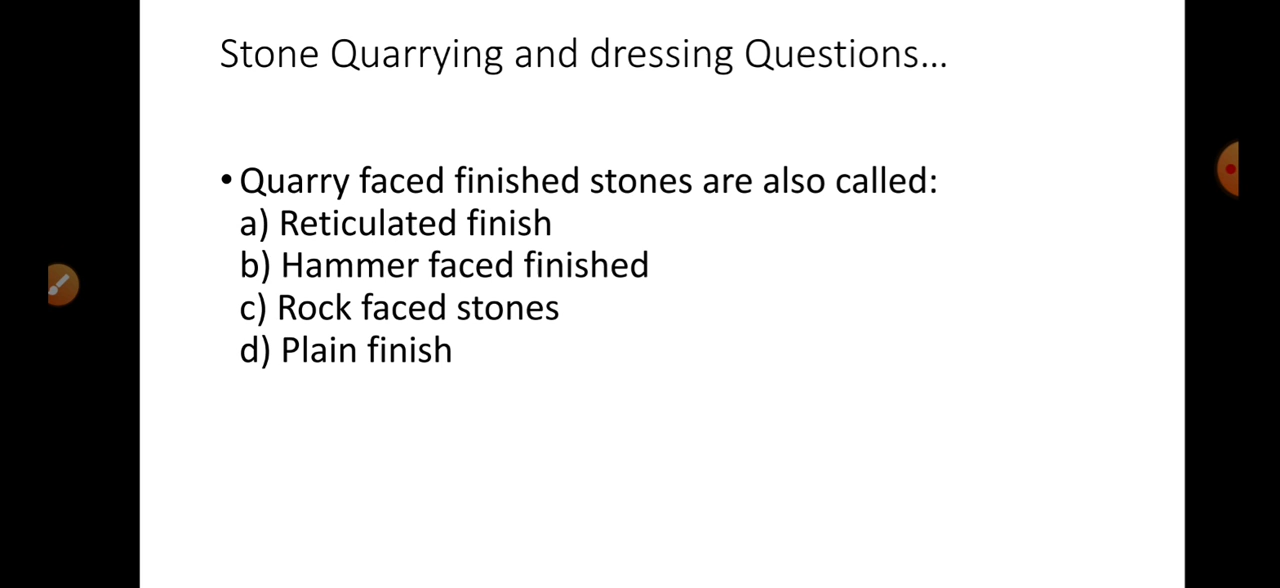 Stone Quarrying and dressing Questions...
• Quarry faced finished stones are also called:
a) Reticulated finish
b) Hammer faced finished
c) Rock faced stones
d) Plain finish